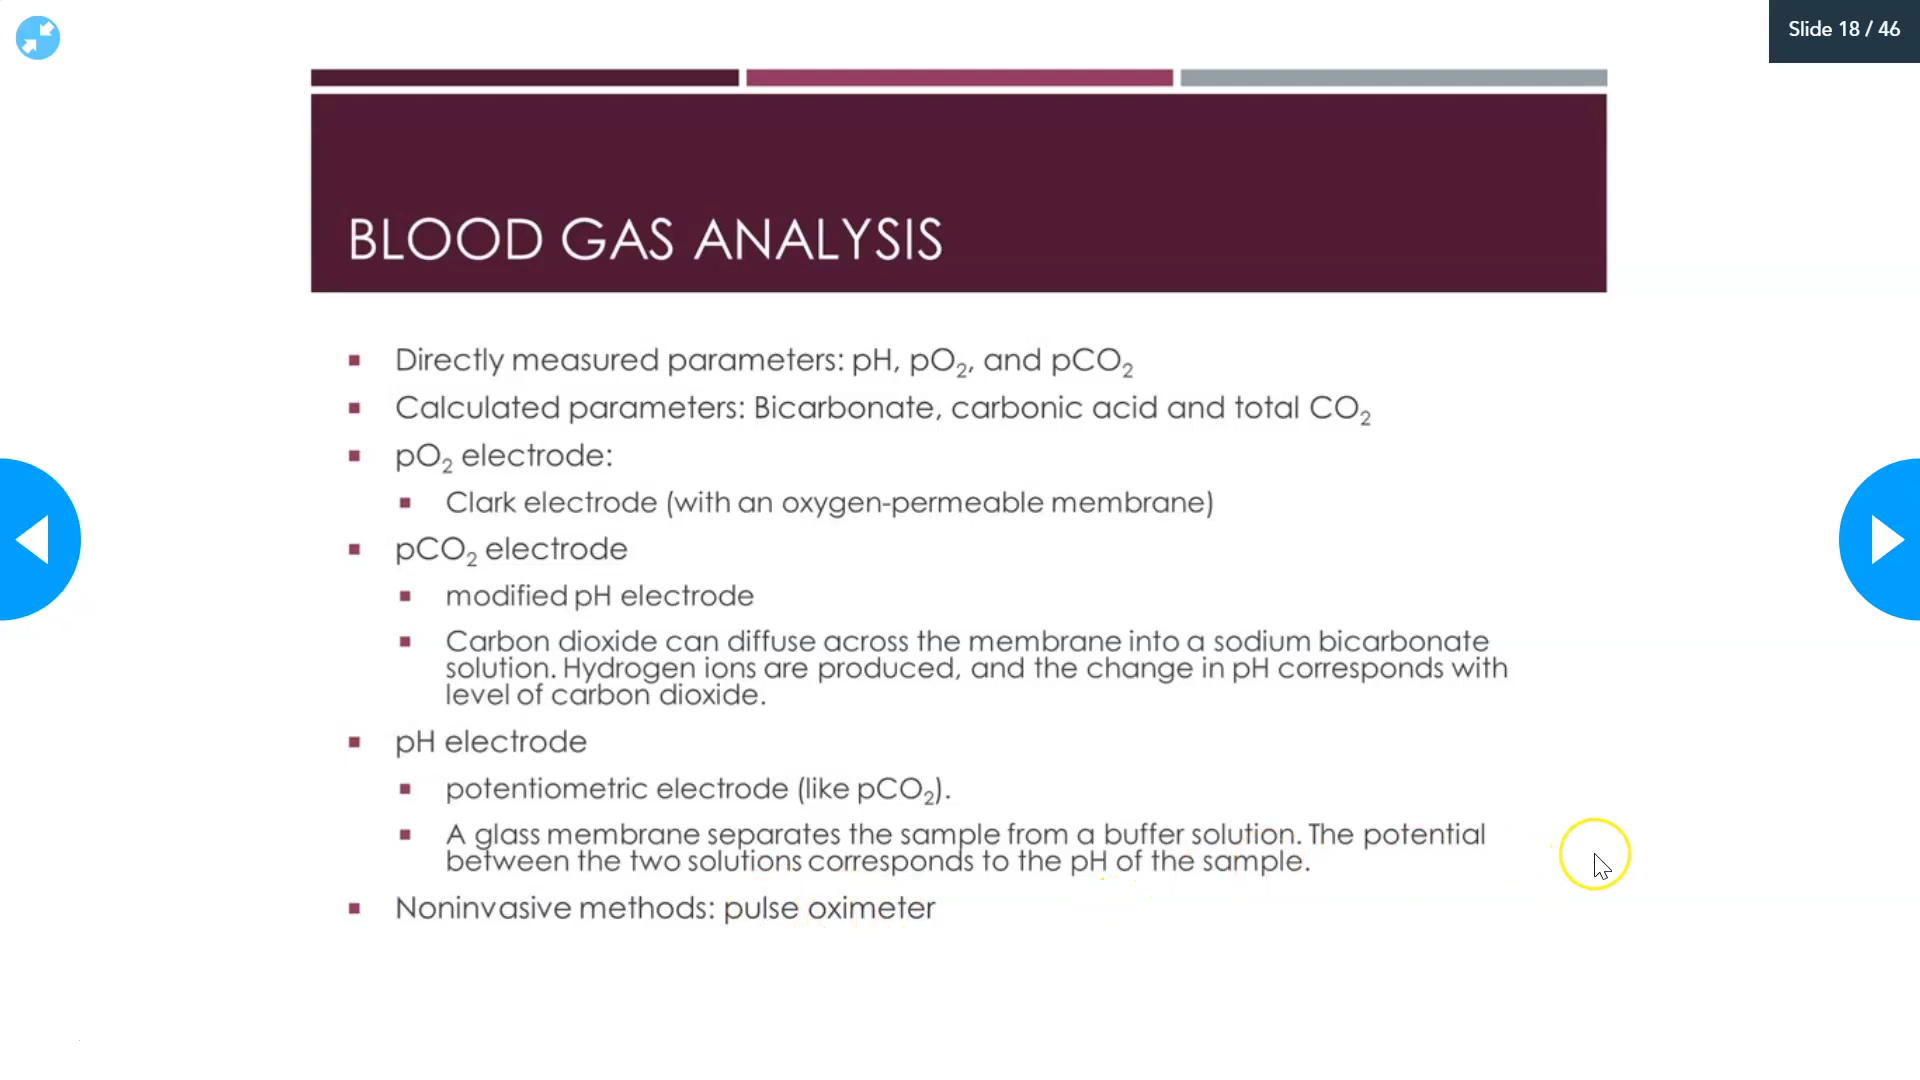 Slide 18 / 46
BLOOD GAS ANALYSIS
Directly measured parameters: pH, pO₂, and pCO₂
Calculated parameters: Bicarbonate, carbonic acid and total CO₂
pO₂ electrode:
Clark electrode (with an oxygen-permeable membrane)
pCO₂ electrode
modified pH electrode
Carbon dioxide can diffuse across the membrane into a sodium bicarbonate
solution. Hydrogen ions are produced, and the change in pH corresponds with
level of carbon dioxide.
pH electrode
potentiometric electrode (like pCO₂).
A glass membrane separates the sample from a buffer solution. The potential
between the two solutions corresponds to the pH of the sample.
Noninvasive methods: pulse oximeter